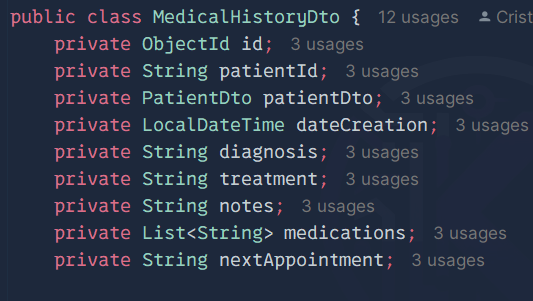 public class MedicalHistoryDto { 12 usages Crist
private ObjectId id; 3 usages
private String patientId; 3 usages
private PatientDto patientDto; 3 usages
private LocalDateTime dateCreation; 3 usages
private String diagnosis; 3 usages
private String treatment; 3 usages
private String notes; 3 usages
private List<String> medications; 3 usages
private String nextAppointment; 3 usages